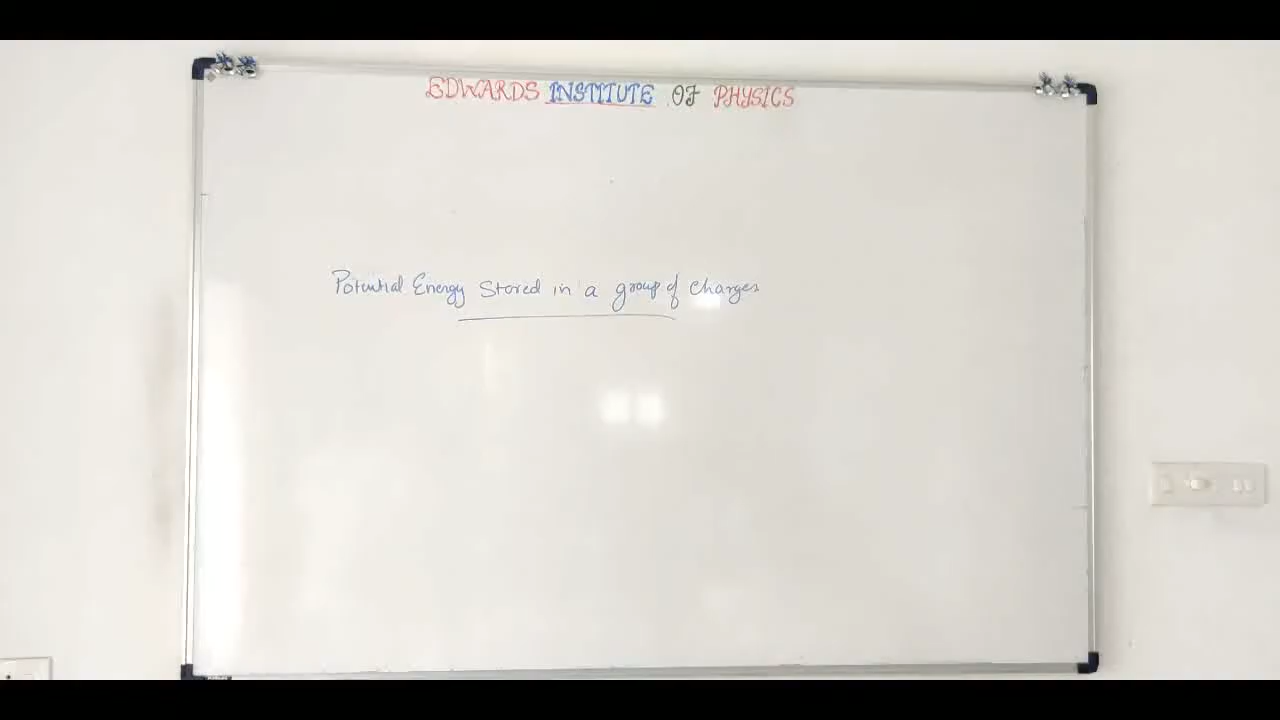 EDWARDS INSTITUTE OF PHYSICS
Potential Energy Stored in a group of charges